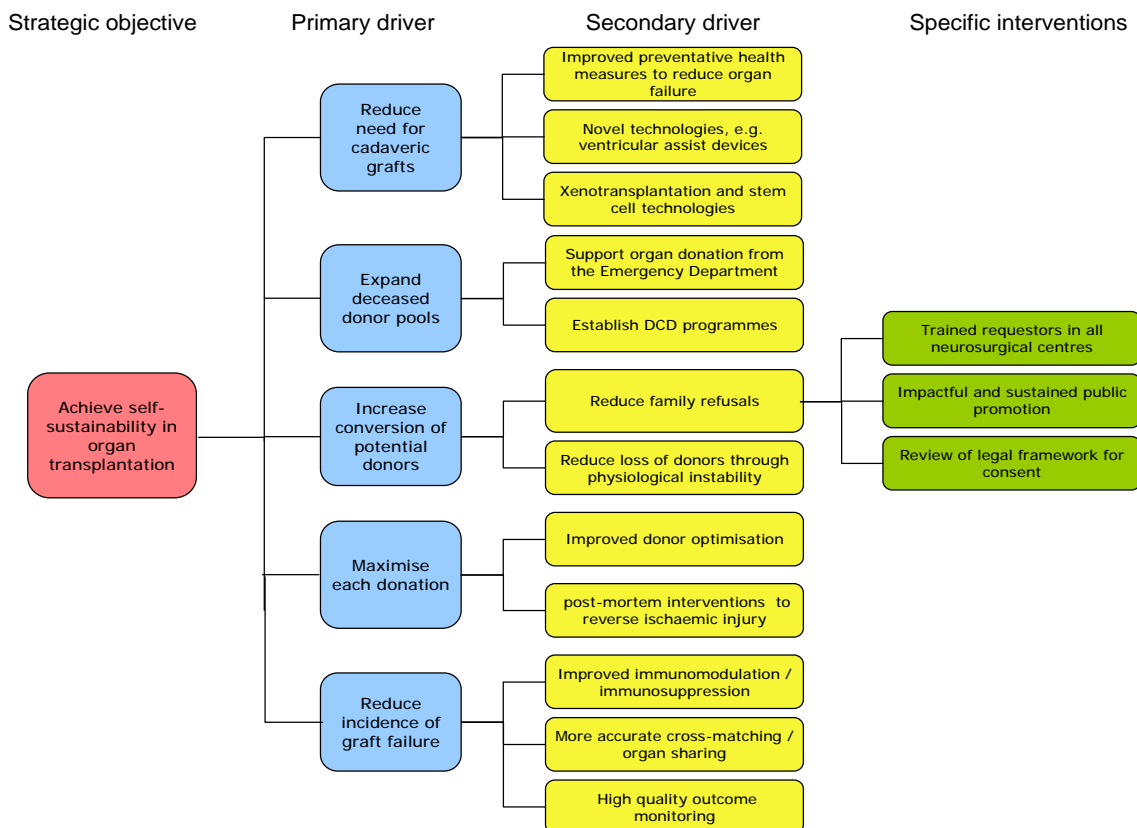 Strategic objective
Primary driver
Secondary driver
Specific interventions
Achieve self-
sustainability in
organ
transplantation
Reduce
need for
cadaveric
grafts
Improved preventative health
measures to reduce organ
failure
Novel technologies, e.g.
ventricular assist devices
Xenotransplantation and stem
cell technologies
Expand
deceased
donor pools
Support organ donation from
the Emergency Department
Establish DCD programmes
Increase
conversion of
potential
donors
Reduce family refusals
Trained requestors in all
neurosurgical centres
Impactful and sustained public
promotion
Review of legal framework for
consent
Reduce loss of donors through
physiological instability
Maximise
each donation
Improved donor optimisation
post-mortem interventions to
reverse ischaemic injury
Reduce
incidence of
graft failure
Improved immunomodulation /
immunosuppression
More accurate cross-matching /
organ sharing
High quality outcome
monitoring